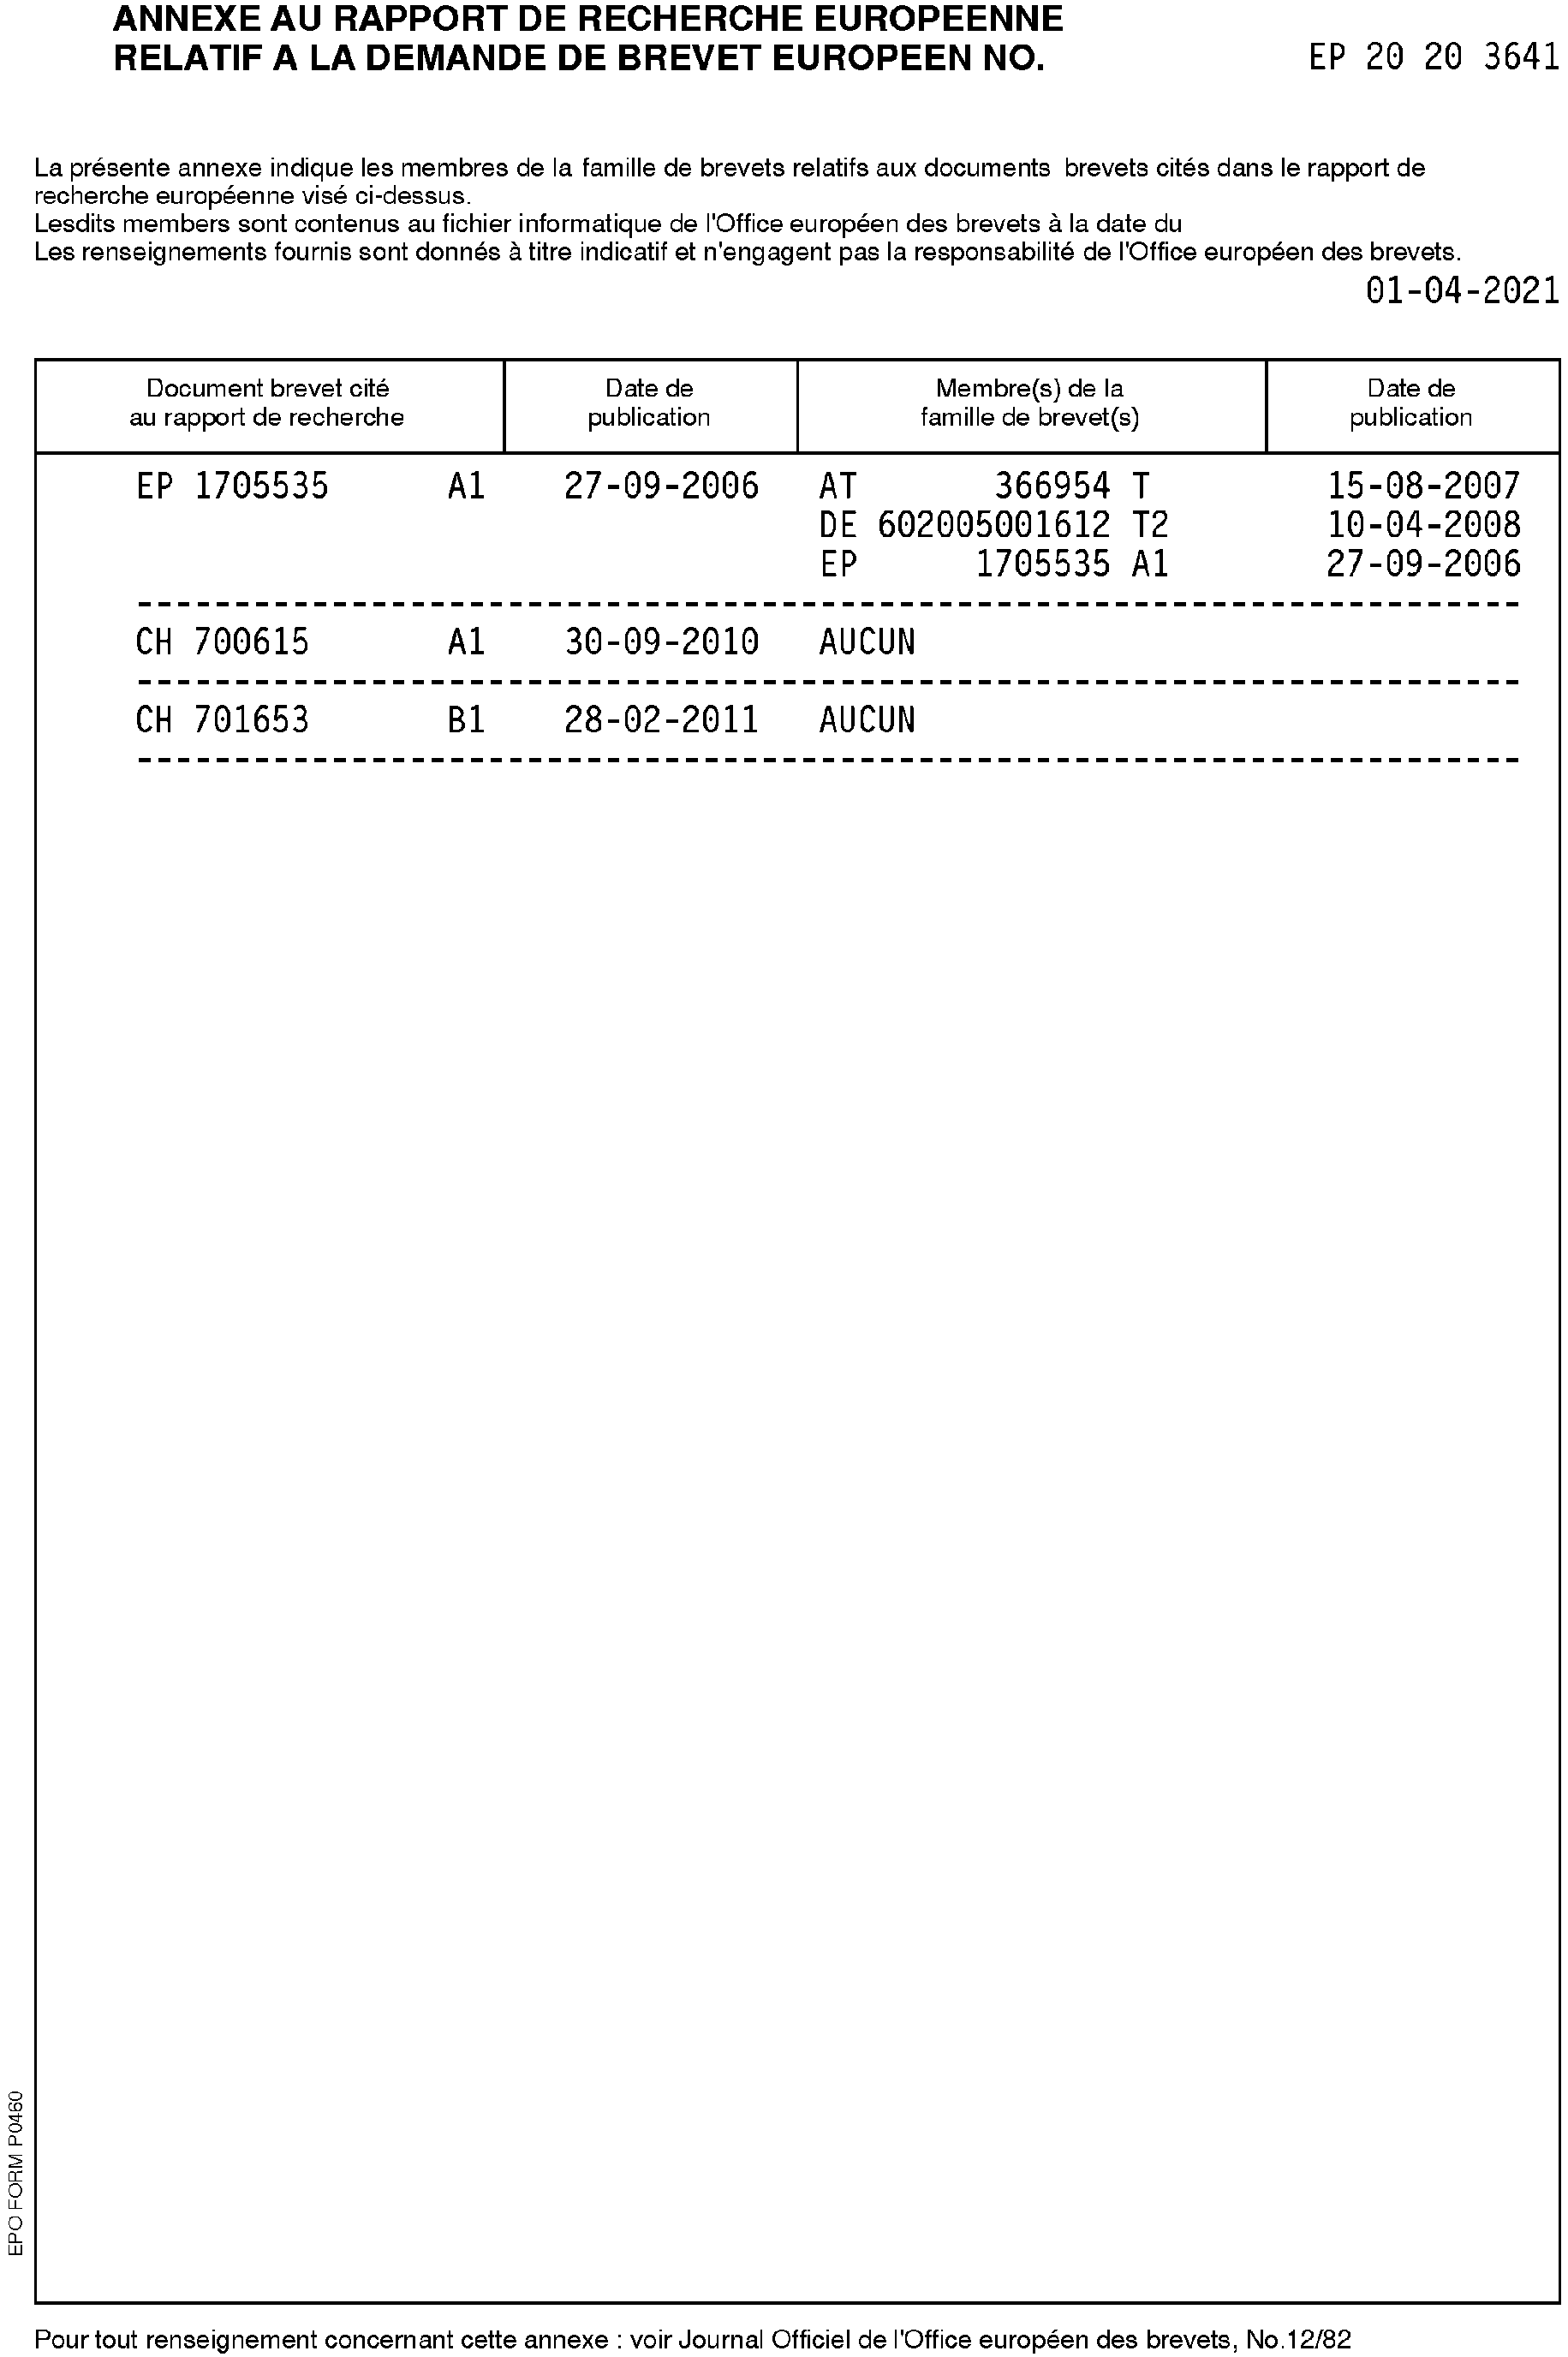 ANNEXE AU RAPPORT DE RECHERCHE EUROPEENNE
RELATIF A LA DEMANDE DE BREVET EUROPEEN NO. EP 20 20 3641
La présente annexe indique les membres de la famille de brevets relatifs aux documents brevets cités dans le rapport de
recherche européenne visé ci-dessus.
Lesdits members sont contenus au fichier informatique de l'Office européen des brevets à la date du
Les renseignements fournis sont donnés à titre indicatif et n'engagent pas la responsabilité de l'Office européen des brevets.
01-04-2021
Document brevet cité Date de Membre(s) de la Date de
au rapport de recherche publication famille de brevet(s) publication
EP 1705535 A1 27-09-2006 AT 366954 T 15-08-2007
DE 602005001612 T2 10-04-2008
EP 1705535 A1 27-09-2006
CH 700615 A1 30-09-2010 AUCUN
CH 701653 B1 28-02-2011 AUCUN
EPO FORM P0460
Pour tout renseignement concernant cette annexe : voir Journal Officiel de l'Office européen des brevets, No.12/82